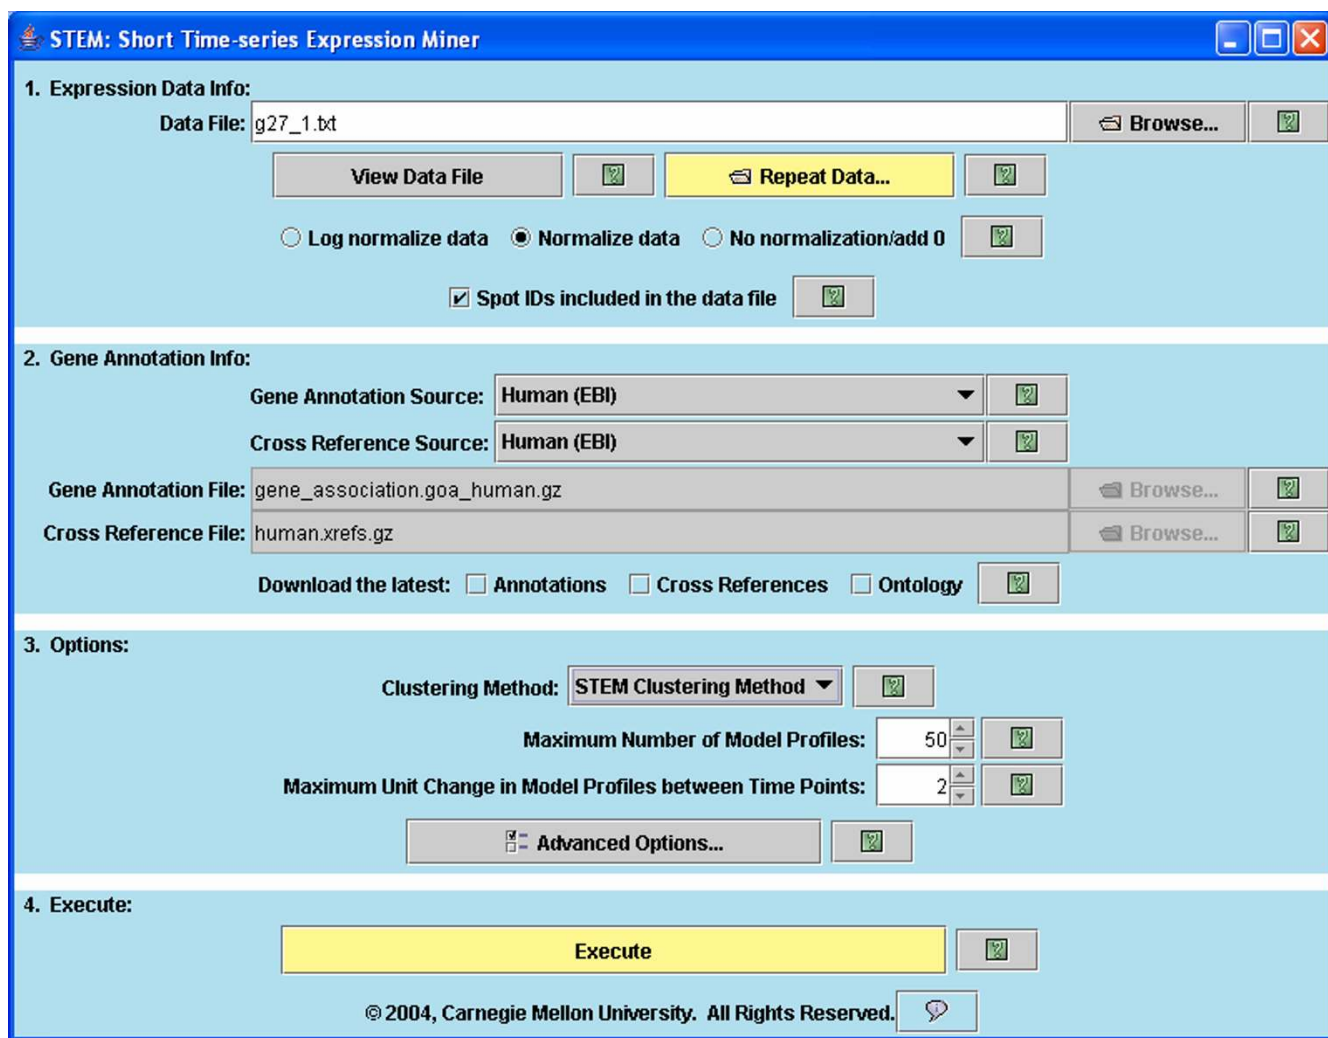 STEM: Short Time-series Expression Miner
1. Expression Data Info:
Data File: g27_1.txt Browse...
View Data File Repeat Data...
Log normalize data Normalize data No normalization/add 0
Spot IDs included in the data file
2. Gene Annotation Info:
Gene Annotation Source: Human (EBI)
Cross Reference Source: Human (EBI)
Gene Annotation File: gene_association.goa_human.gz Browse...
Cross Reference File: human.xrefs.gz Browse...
Download the latest: Annotations Cross References Ontology
3. Options:
Clustering Method: STEM Clustering Method
Maximum Number of Model Profiles: 50
Maximum Unit Change in Model Profiles between Time Points: 2
Advanced Options...
4. Execute:
Execute
© 2004, Carnegie Mellon University. All Rights Reserved.